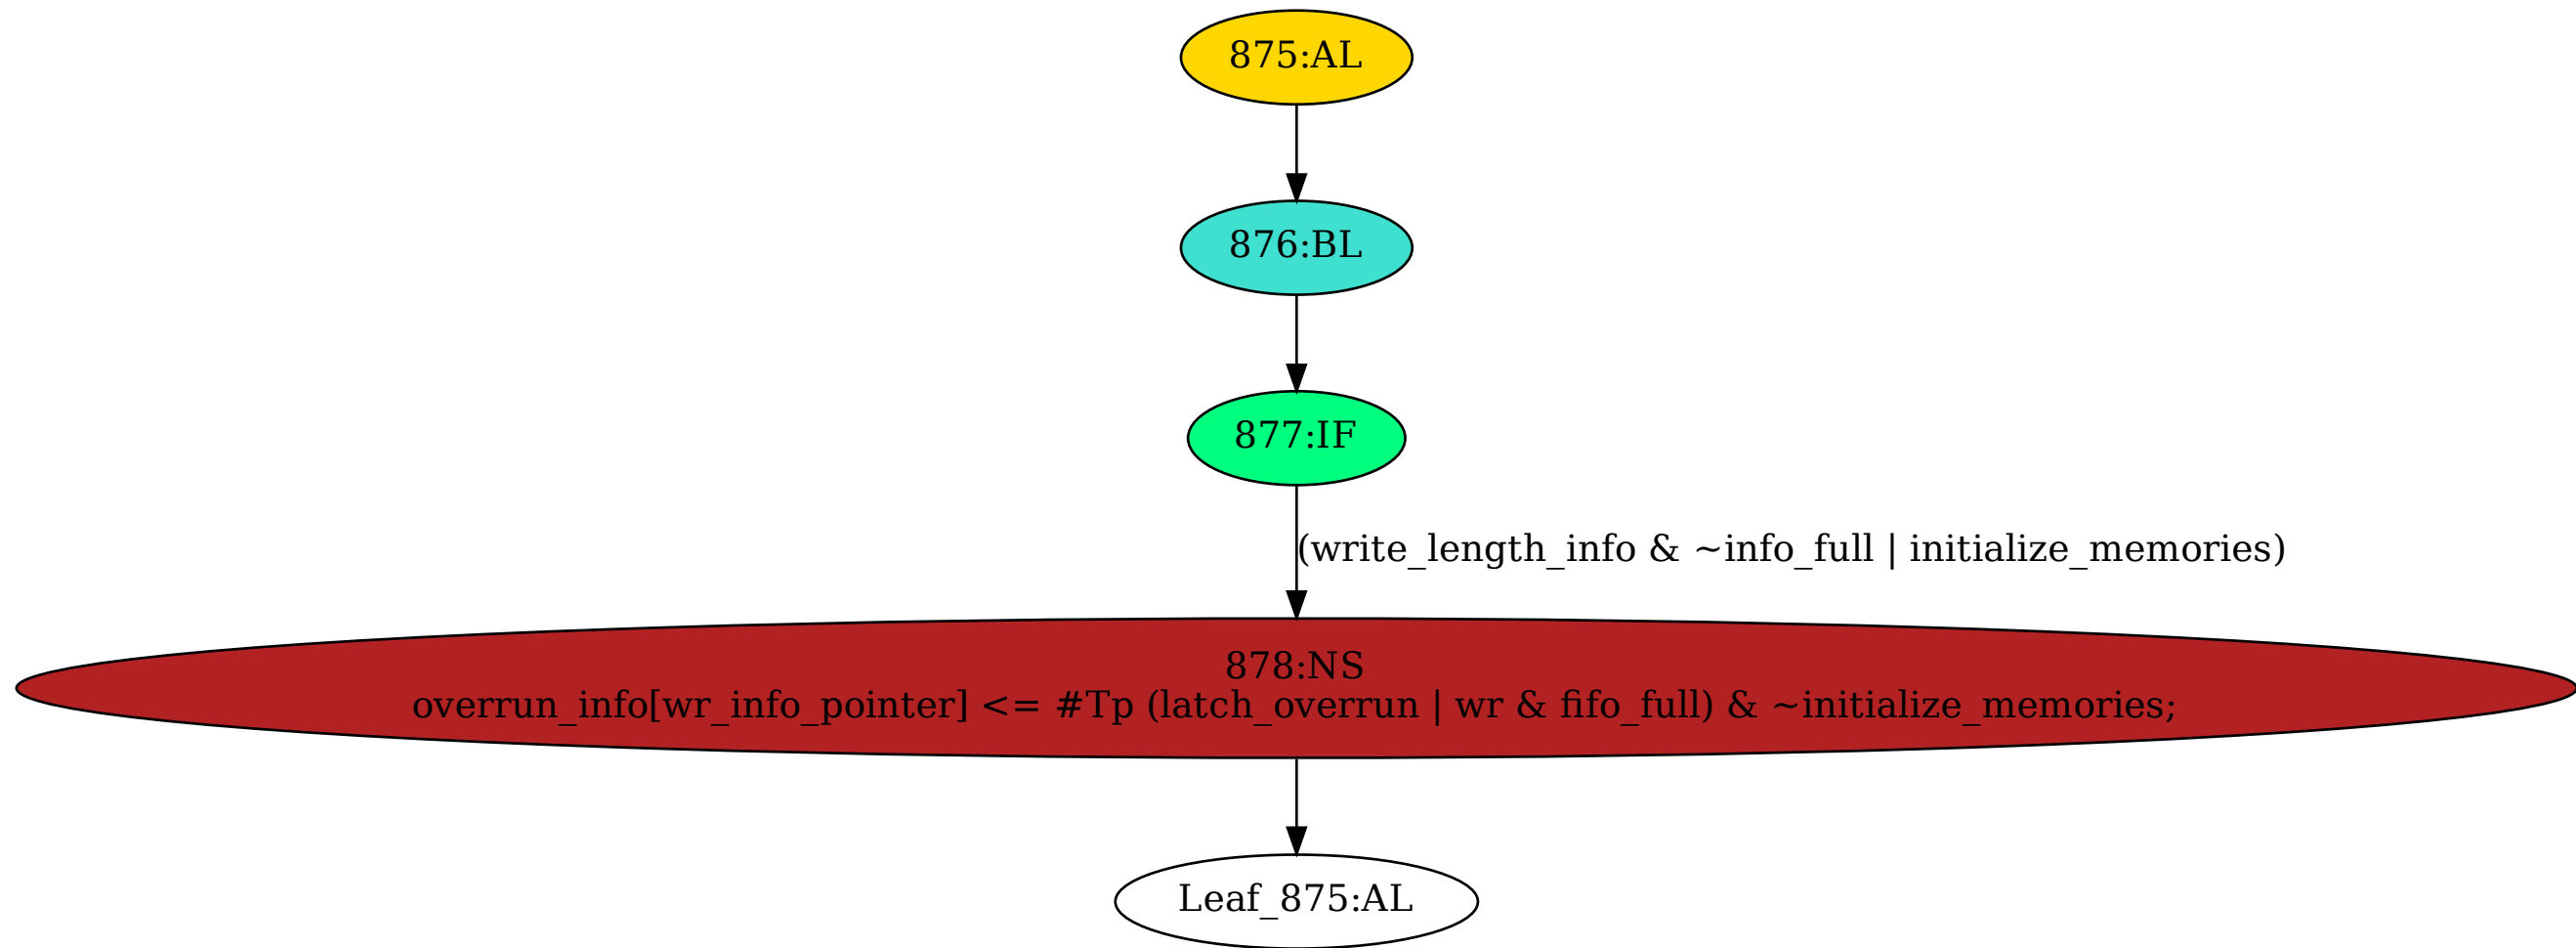 875:AL
876:BL
877:IF
(write_length_info & ~info_full | initialize_memories)
878:NS
overrun_info[wr_info_pointer] <= #Tp (latch_overrun | wr & fifo_full) & ~initialize_memories;
Leaf_875:AL